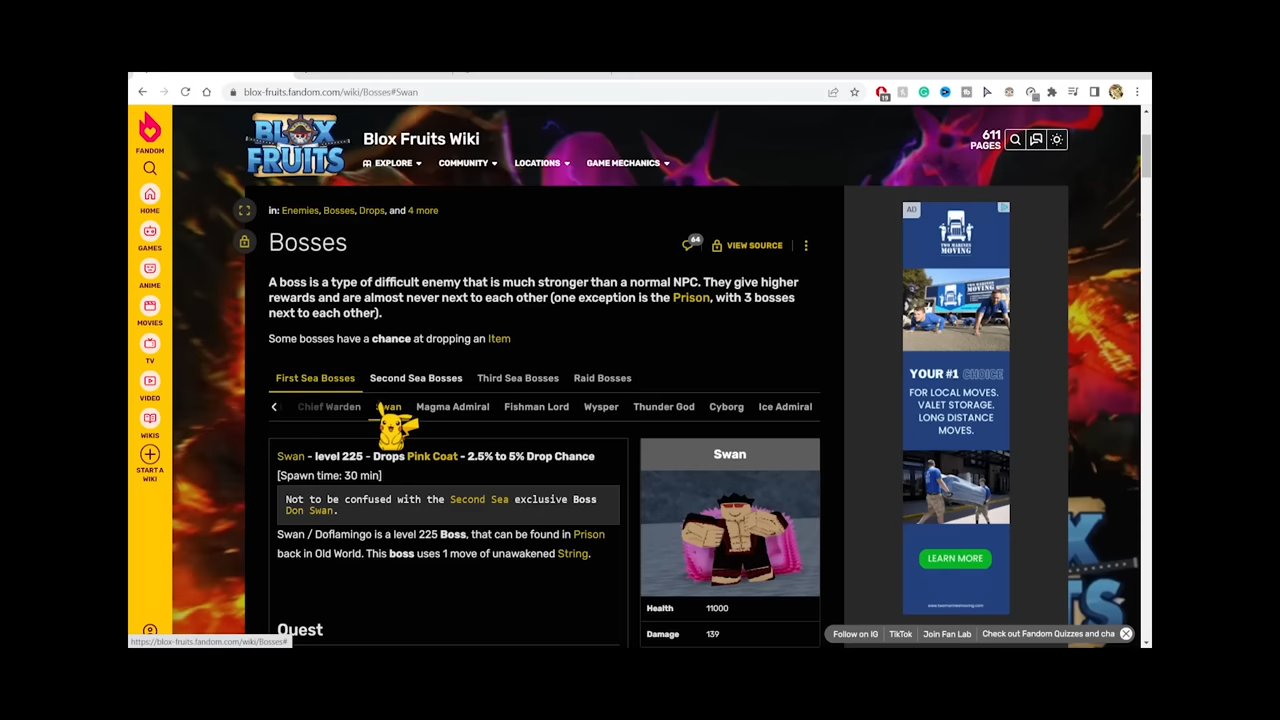 blox-fruits.fandom.com/wiki/Bosses#Swan
19
FANDOM
HOME
GAMES
ANIME
MOVIES
TV
VIDEO
WIKIS
START A
WIKI
BLOX
FRUITS
Blox Fruits Wiki
EXPLORE
COMMUNITY
LOCATIONS
GAME MECHANICS
611
PAGES
in: Enemies, Bosses, Drops, and 4 more
Bosses
64
VIEW SOURCE
A boss is a type of difficult enemy that is much stronger than a normal NPC. They give higher
rewards and are almost never next to each other (one exception is the Prison, with 3 bosses
next to each other).
Some bosses have a chance at dropping an Item
First Sea Bosses Second Sea Bosses Third Sea Bosses Raid Bosses
Chief Warden Swan Magma Admiral Fishman Lord Wysper Thunder God Cyborg Ice Admiral
Swan - level 225 - Drops Pink Coat - 2.5% to 5% Drop Chance
[Spawn time: 30 min]
Not to be confused with the Second Sea exclusive Boss
Don Swan.
Swan / Doflamingo is a level 225 Boss, that can be found in Prison
back in Old World. This boss uses 1 move of unawakened String.
Quest
Swan
Health 11000
Damage 139
AD
TWO MARINES
MOVING
YOUR #1 CHOICE
FOR LOCAL MOVES.
VALET STORAGE.
LONG DISTANCE
MOVES.
LEARN MORE
www.twomarinesmoving.com
Follow on IG TikTok Join Fan Lab Check out Fandom Quizzes and cha
https://blox-fruits.fandom.com/wiki/Bosses#